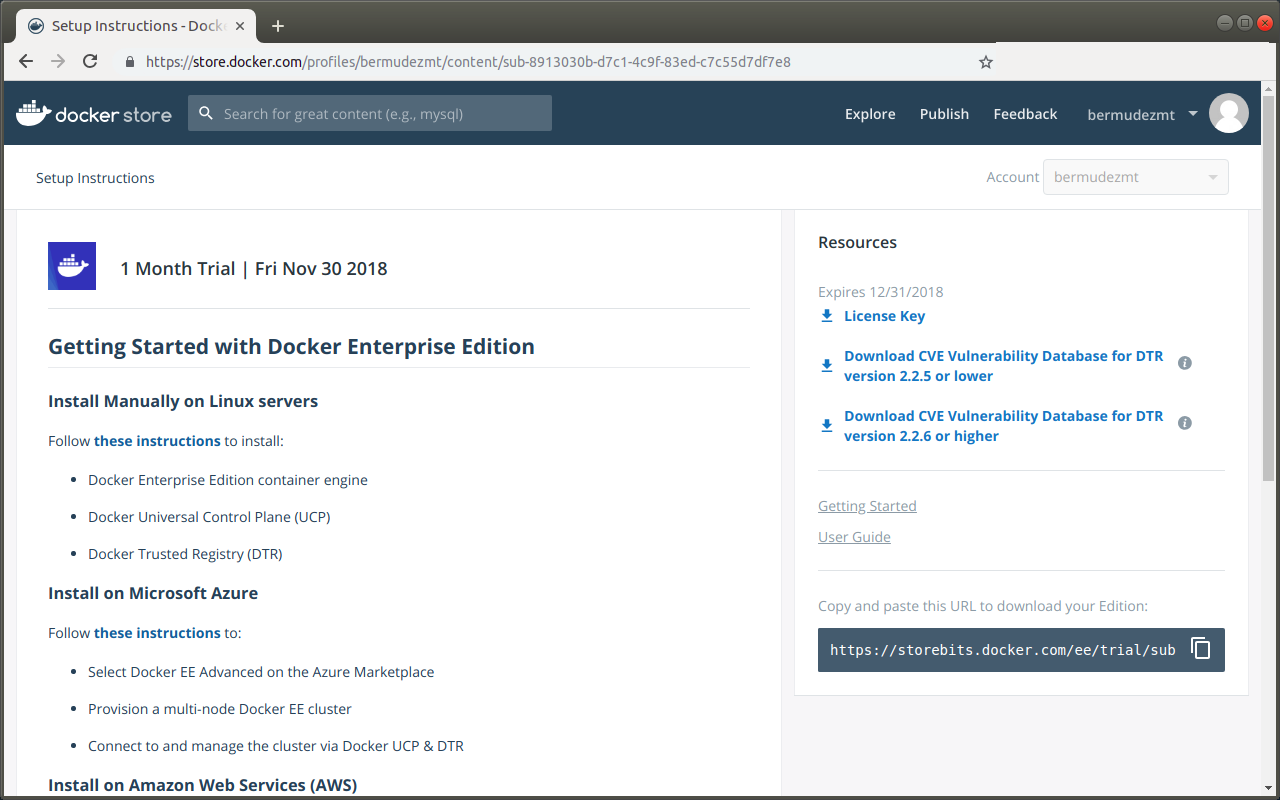 Setup Instructions - Dock
https://store.docker.com/profiles/bermudezmt/content/sub-8913030b-d7c1-4c9f-83ed-c7c55d7df7e8
docker store
Search for great content (e.g., mysql)
Explore
Publish
Feedback
bermudezmt
Setup Instructions
Account
bermudezmt
1 Month Trial | Fri Nov 30 2018
Getting Started with Docker Enterprise Edition
Install Manually on Linux servers
Follow these instructions to install:
• Docker Enterprise Edition container engine
• Docker Universal Control Plane (UCP)
• Docker Trusted Registry (DTR)
Install on Microsoft Azure
Follow these instructions to:
• Select Docker EE Advanced on the Azure Marketplace
• Provision a multi-node Docker EE cluster
• Connect to and manage the cluster via Docker UCP & DTR
Install on Amazon Web Services (AWS)
Resources
Expires 12/31/2018
License Key
Download CVE Vulnerability Database for DTR
version 2.2.5 or lower
Download CVE Vulnerability Database for DTR
version 2.2.6 or higher
Getting Started
User Guide
Copy and paste this URL to download your Edition:
https://storebits.docker.com/ee/trial/sub